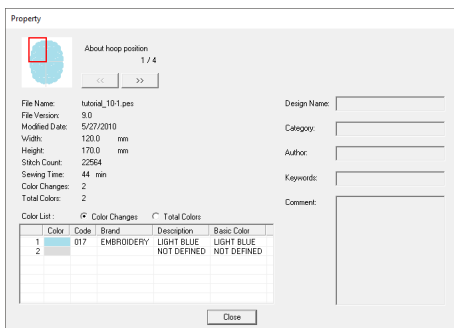 Property
About hoop position
1 / 4
<< >>
File Name: tutorial_10-1.pes
File Version: 9.0
Modified Date: 5/27/2010
Width: 120.0 mm
Height: 170.0 mm
Stitch Count: 22564
Sewing Time: 44 min
Color Changes: 2
Total Colors: 2
Color List : Color Changes Total Colors
Color Code Brand Description Basic Color
1 017 EMBROIDERY LIGHT BLUE LIGHT BLUE
2 NOT DEFINED NOT DEFINED
Design Name:
Category:
Author:
Keywords:
Comment:
Close